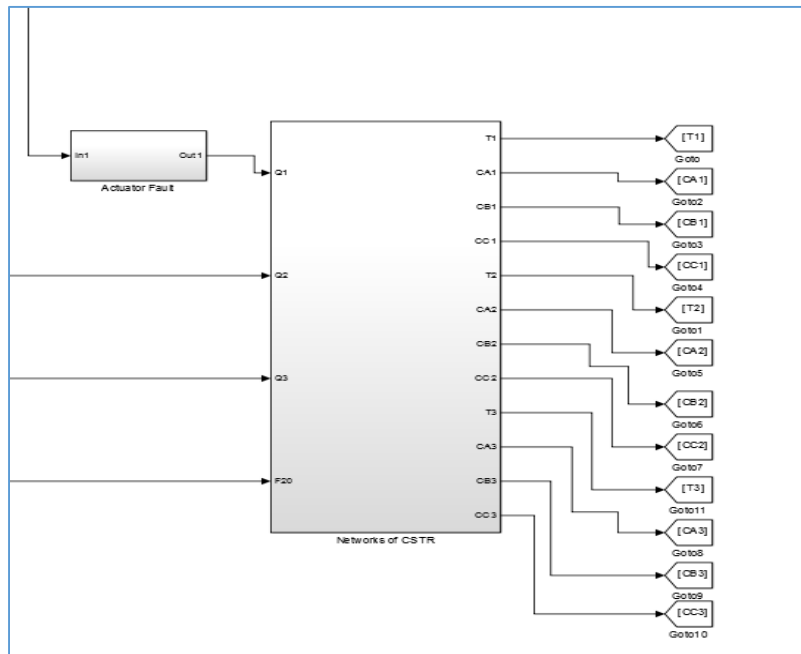 In1
Out1
Actuator Fault
Q1
Q2
Q3
F20
T1
CA1
CB1
CC1
T2
CA2
CB2
CC2
T3
CA3
CB3
CC3
Networks of CSTR
[T1]
Goto
[CA1]
Goto2
[CB1]
Goto3
[CC1]
Goto4
[T2]
Goto1
[CA2]
Goto5
[CB2]
Goto6
[CC2]
Goto7
[T3]
Goto11
[CA3]
Goto8
[CB3]
Goto9
[CC3]
Goto10